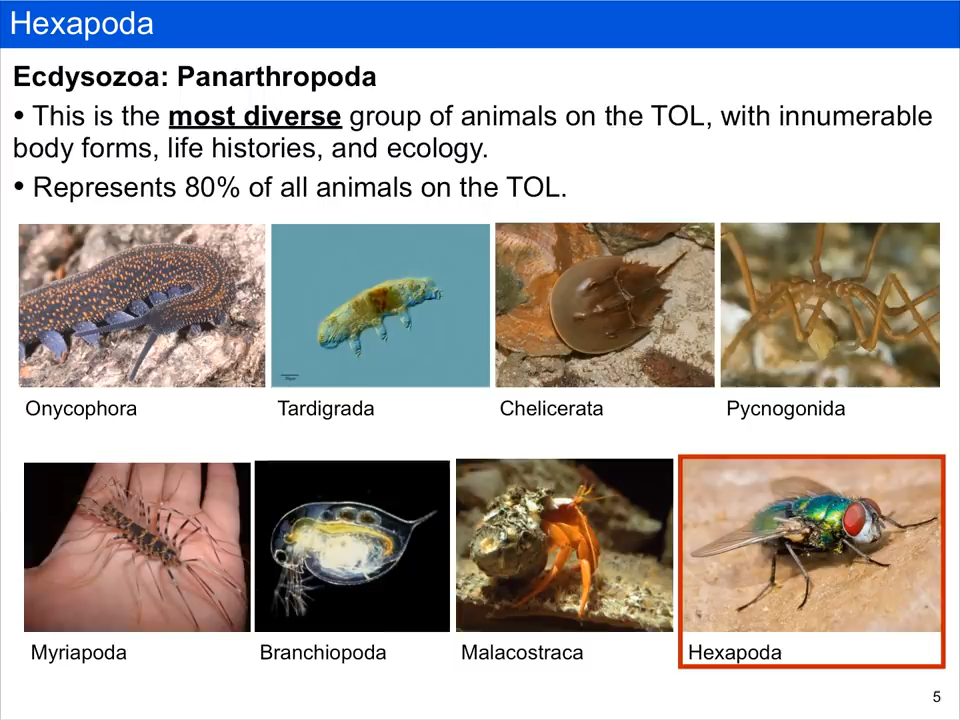 Hexapoda
Ecdysozoa: Panarthropoda
• This is the most diverse group of animals on the TOL, with innumerable
body forms, life histories, and ecology.
• Represents 80% of all animals on the TOL.
Onycophora
Tardigrada
Chelicerata
Pycnogonida
Myriapoda
Branchiopoda
Malacostraca
Hexapoda
5